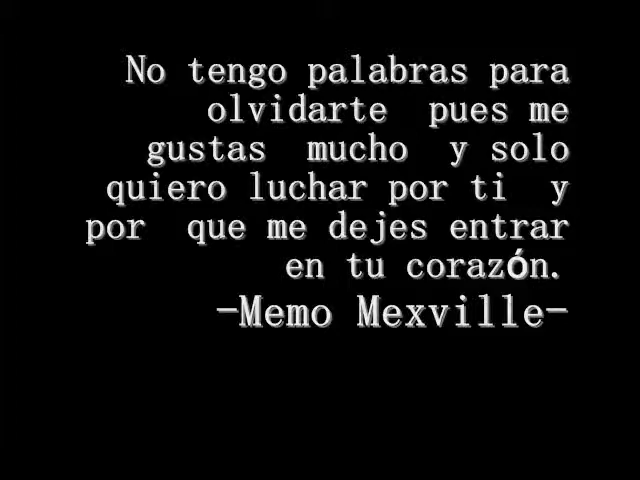 No tengo palabras para
olvidarte pues me
gustas mucho y solo
quiero luchar por ti y
por que me dejes entrar
en tu corazón.
-Memo Mexville-